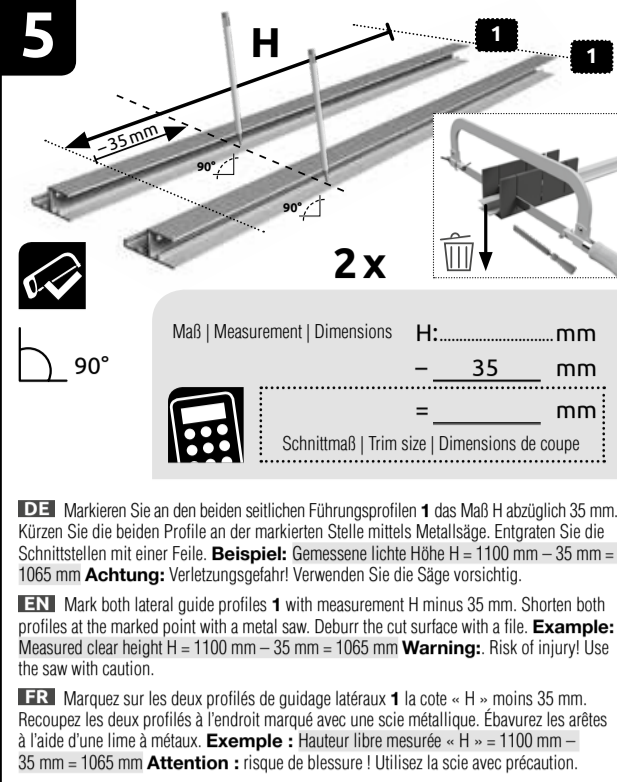 5
H
1
1
–35 mm
90°
90°
2 x
90°
Maß | Measurement | Dimensions H:............................mm
– 35 mm
= ________ mm
Schnittmaß | Trim size | Dimensions de coupe
DE Markieren Sie an den beiden seitlichen Führungsprofilen 1 das Maß H abzüglich 35 mm.
Kürzen Sie die beiden Profile an der markierten Stelle mittels Metallsäge. Entgraten Sie die
Schnittstellen mit einer Feile. Beispiel: Gemessene lichte Höhe H = 1100 mm – 35 mm =
1065 mm Achtung: Verletzungsgefahr! Verwenden Sie die Säge vorsichtig.
EN Mark both lateral guide profiles 1 with measurement H minus 35 mm. Shorten both
profiles at the marked point with a metal saw. Deburr the cut surface with a file. Example:
Measured clear height H = 1100 mm – 35 mm = 1065 mm Warning:. Risk of injury! Use
the saw with caution.
FR Marquez sur les deux profilés de guidage latéraux 1 la cote « H » moins 35 mm.
Recoupez les deux profilés à l’endroit marqué avec une scie métallique. Ébavurez les arêtes
à l’aide d’une lime à métaux. Exemple : Hauteur libre mesurée « H » = 1100 mm –
35 mm = 1065 mm Attention : risque de blessure ! Utilisez la scie avec précaution.